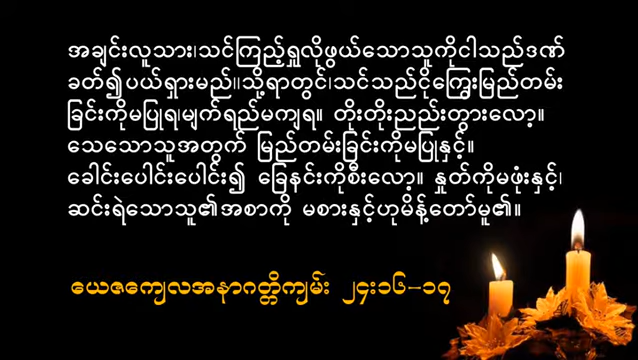 အချင်းလူသား၊သင်ကြည့်ရှုလိုဖွယ်သောသူကိုငါသည်ဒဏ်
ခတ်၍ပယ်ရှားမည်။သို့ရာတွင်၊သင်သည်ငိုကြွေးမြည်တမ်း
ခြင်းကိုမပြုရ၊မျက်ရည်မကျရ။ တိုးတိုးညည်းတွားလော့။
သေသောသူအတွက် မြည်တမ်းခြင်းကိုမပြုနှင့်။
ခေါင်းပေါင်းပေါင်း၍ ခြေနင်းကိုစီးလော့။ နှုတ်ကိုမဖုံးနှင့်၊
ဆင်းရဲသောသူ၏အစာကို မစားနှင့်ဟုမိန့်တော်မူ၏။
ယေဇကျေလအနာဂတ္တိကျမ်း ၂၄း၁၆-၁၇